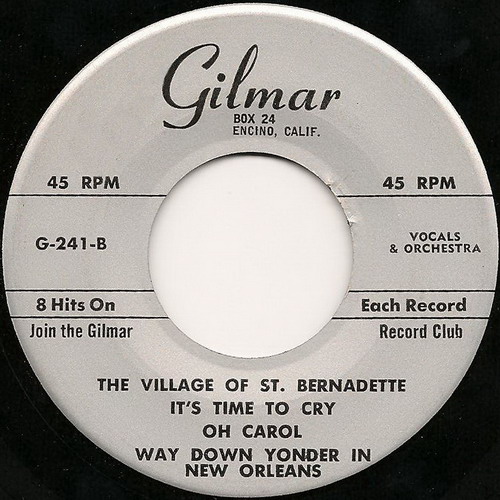 Gilmar
BOX 24
ENCINO, CALIF.
45 RPM 45 RPM
G-241-B
VOCALS
& ORCHESTRA
8 Hits On Each Record
Join the Gilmar Record Club
THE VILLAGE OF ST. BERNADETTE
IT'S TIME TO CRY
OH CAROL
WAY DOWN YONDER IN
NEW ORLEANS